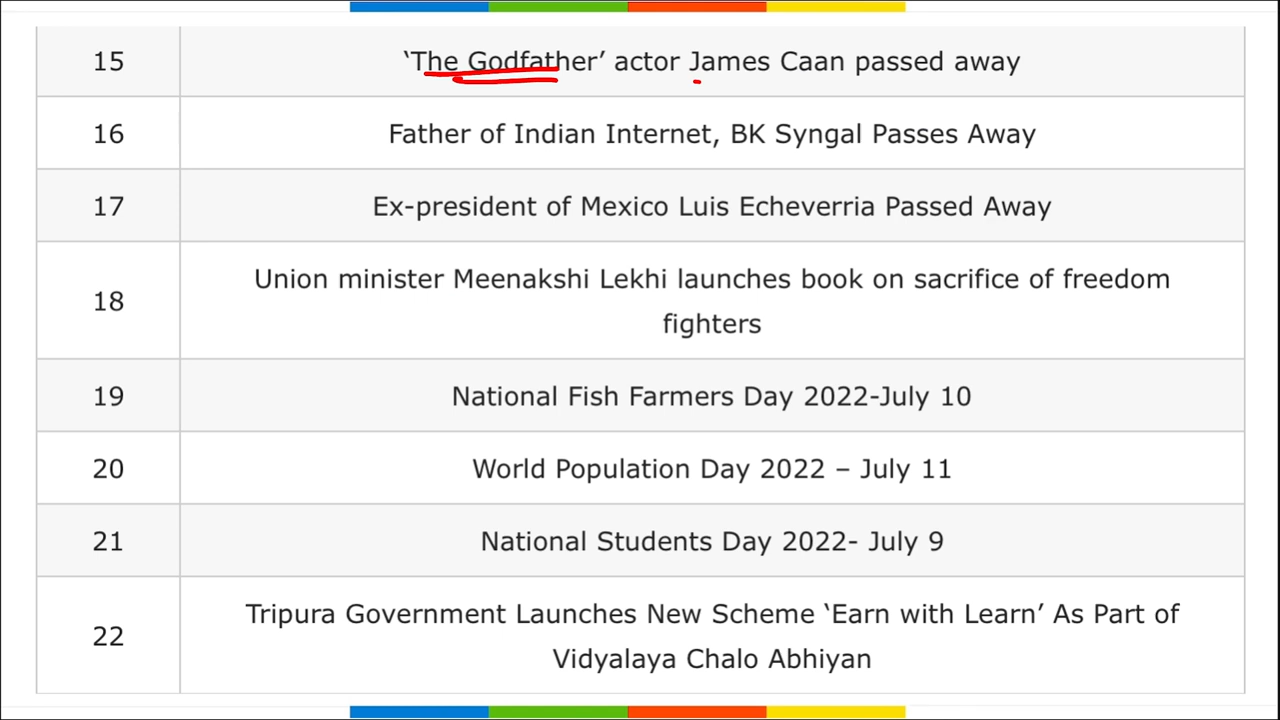 15
‘The Godfather’ actor James Caan passed away
16
Father of Indian Internet, BK Syngal Passes Away
17
Ex-president of Mexico Luis Echeverria Passed Away
18
Union minister Meenakshi Lekhi launches book on sacrifice of freedom
fighters
19
National Fish Farmers Day 2022-July 10
20
World Population Day 2022 – July 11
21
National Students Day 2022- July 9
22
Tripura Government Launches New Scheme ‘Earn with Learn’ As Part of
Vidyalaya Chalo Abhiyan